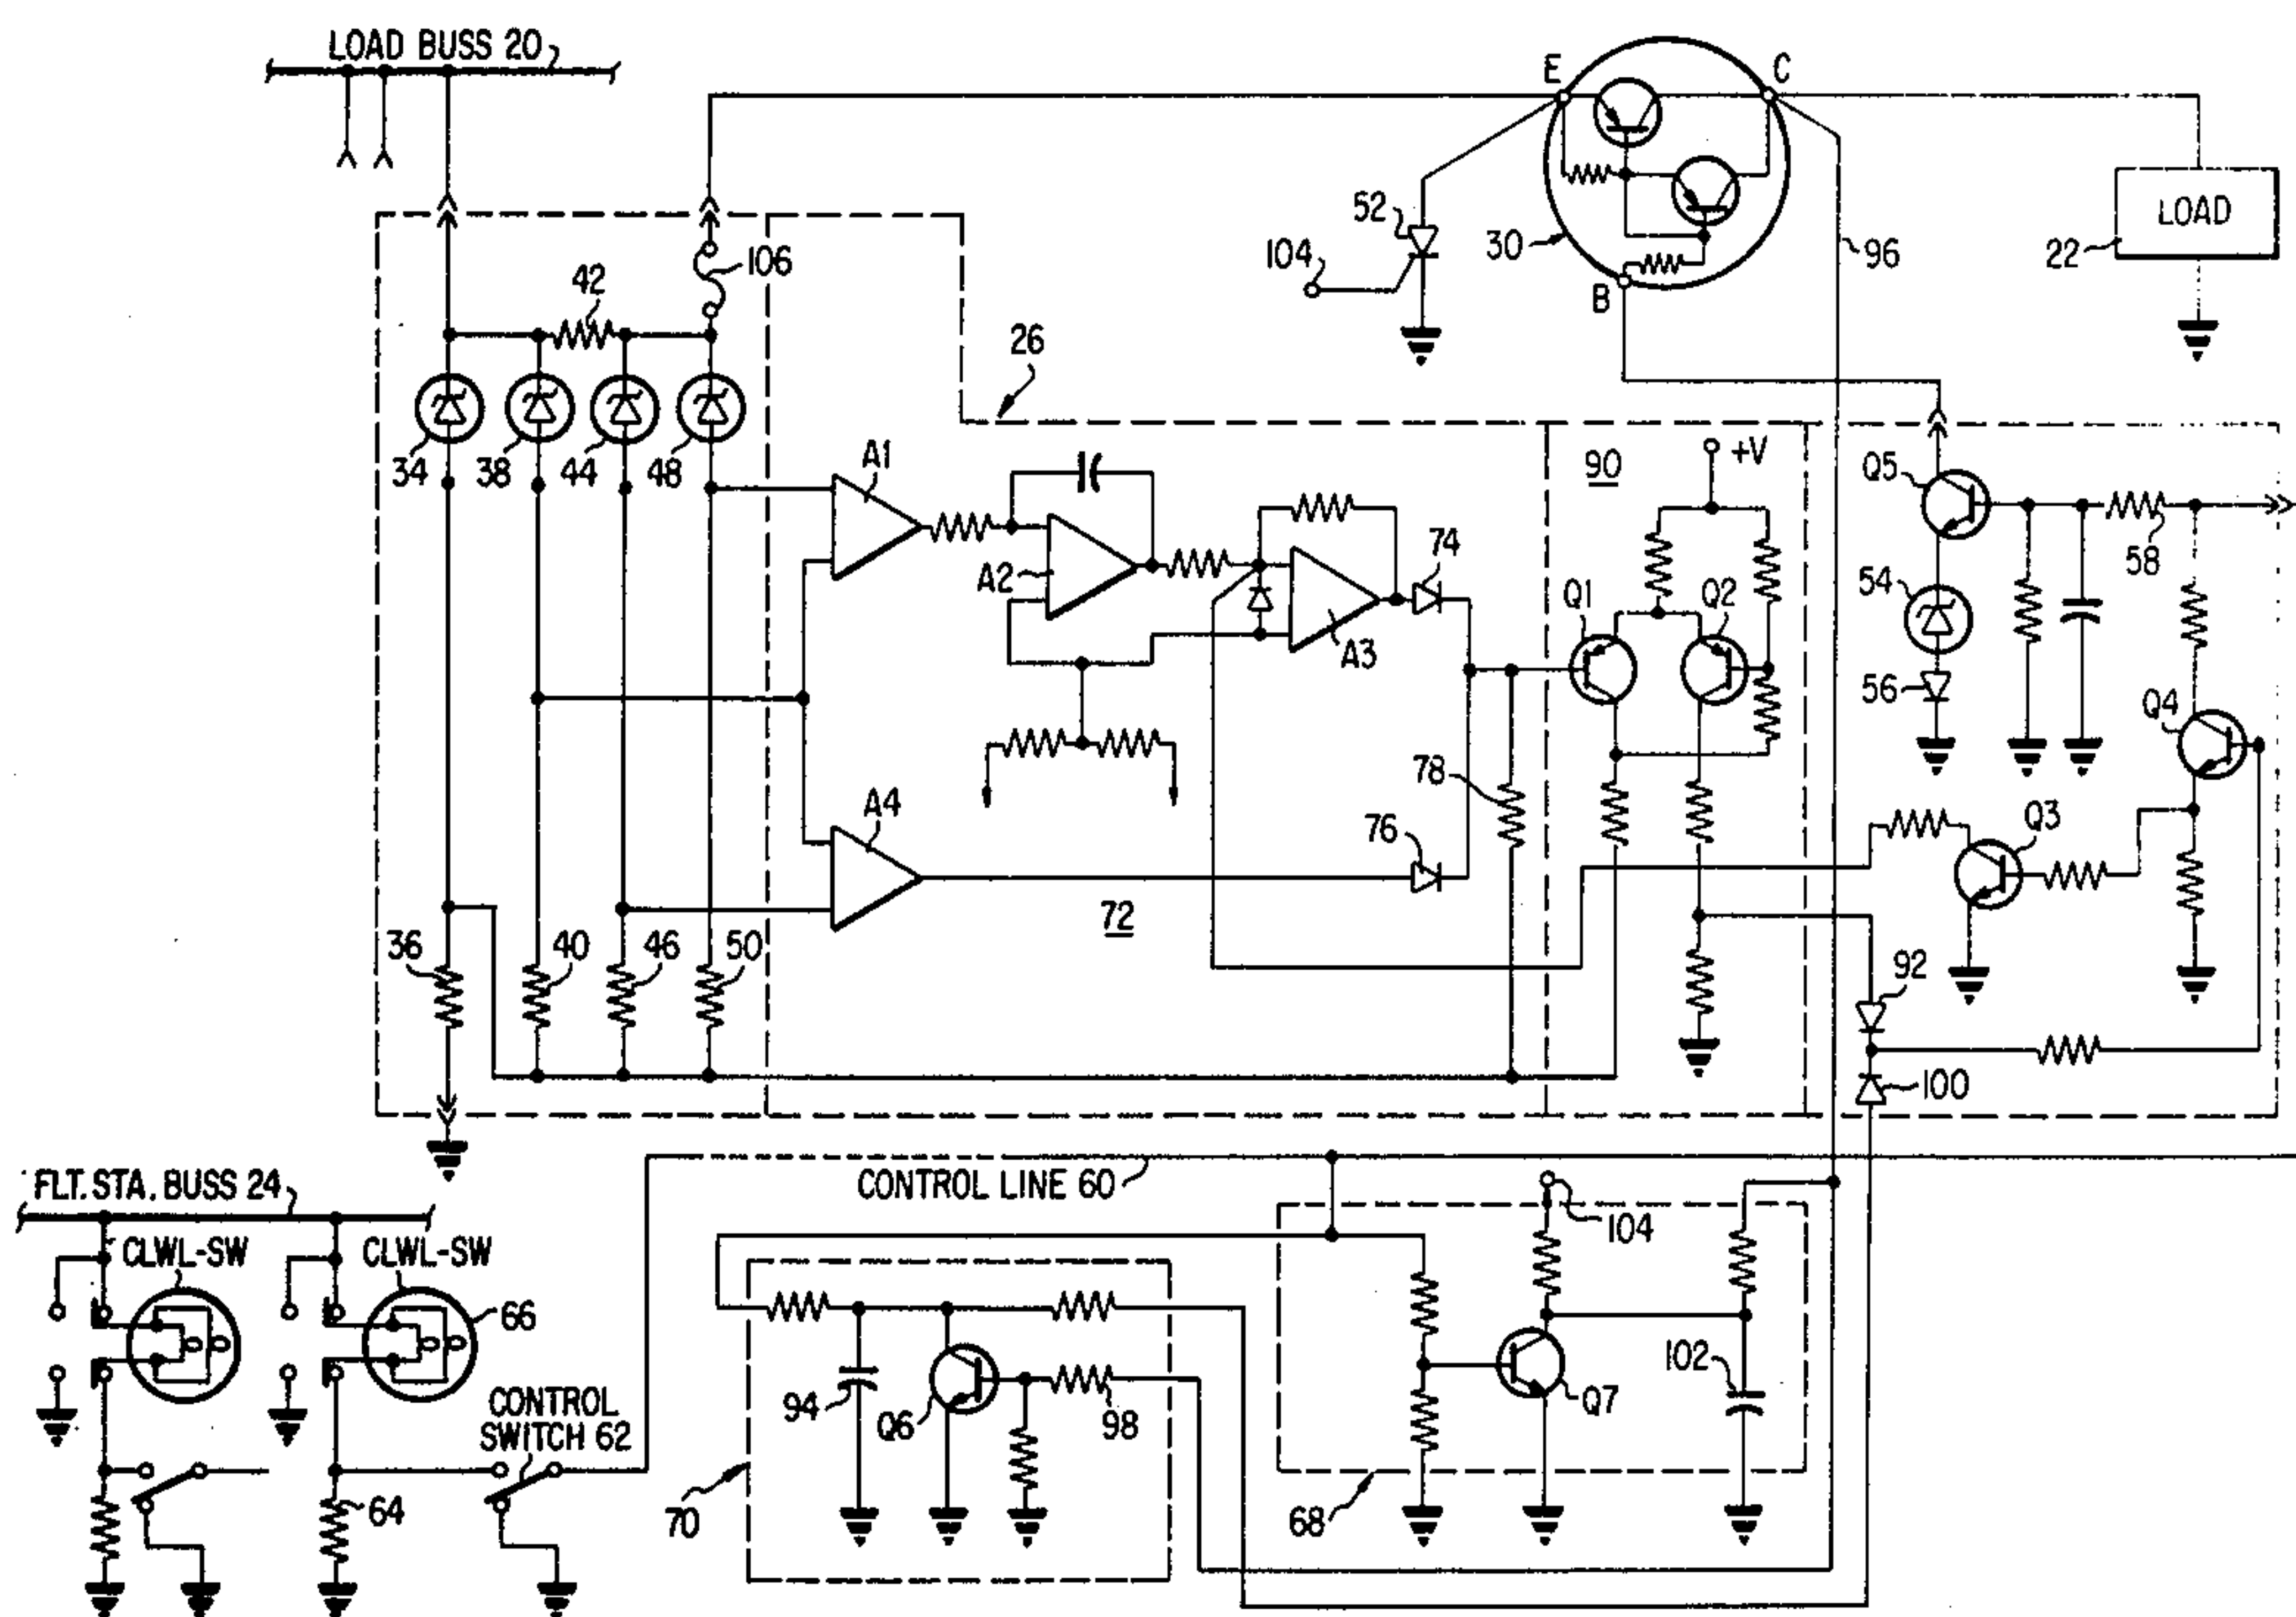 LOAD BUSS 20
E
C
52
104
30
B
96
LOAD
22
106
42
26
34
38
44
48
A1
A2
A3
74
90
+V
Q1
Q2
Q5
54
56
58
Q4
78
A4
76
Q3
72
36
40
46
50
92
100
FLT. STA. BUSS 24
CONTROL LINE 60
104
CLWL-SW
CLWL-SW
66
94
Q6
98
Q7
102
CONTROL
SWITCH 62
64
70
68